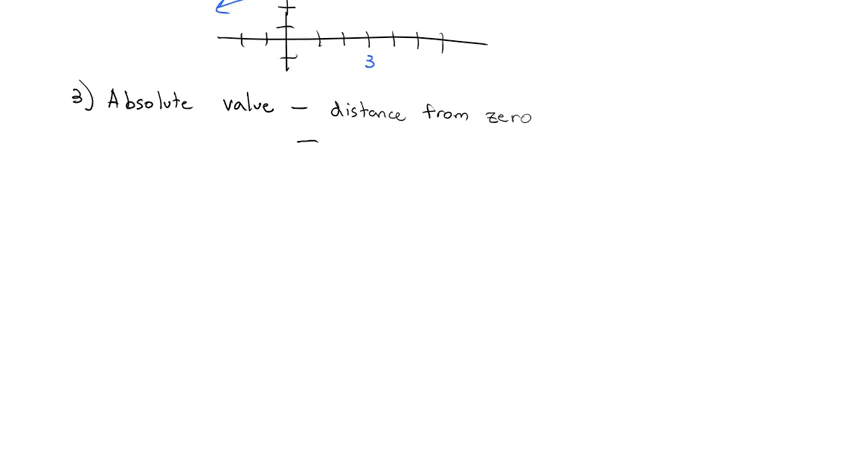 3
3) Absolute value – distance from zero
–